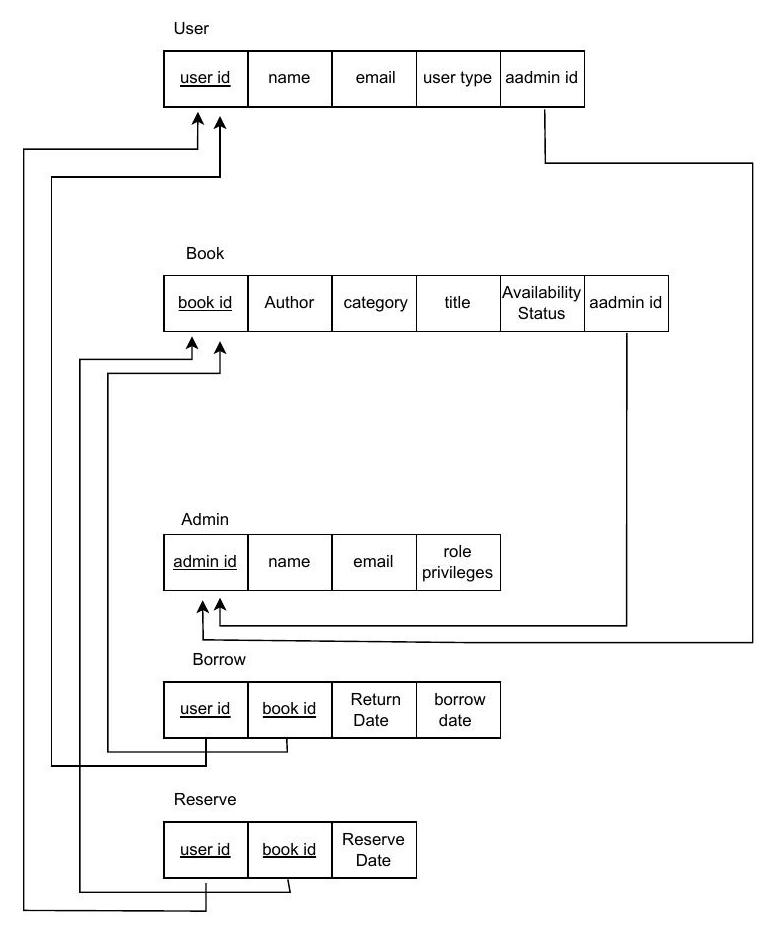 User
user id name email user type aadmin id
Book
book id Author category title Availability Status aadmin id
Admin
admin id name email role privileges
Borrow
user id book id Return Date borrow date
Reserve
user id book id Reserve Date